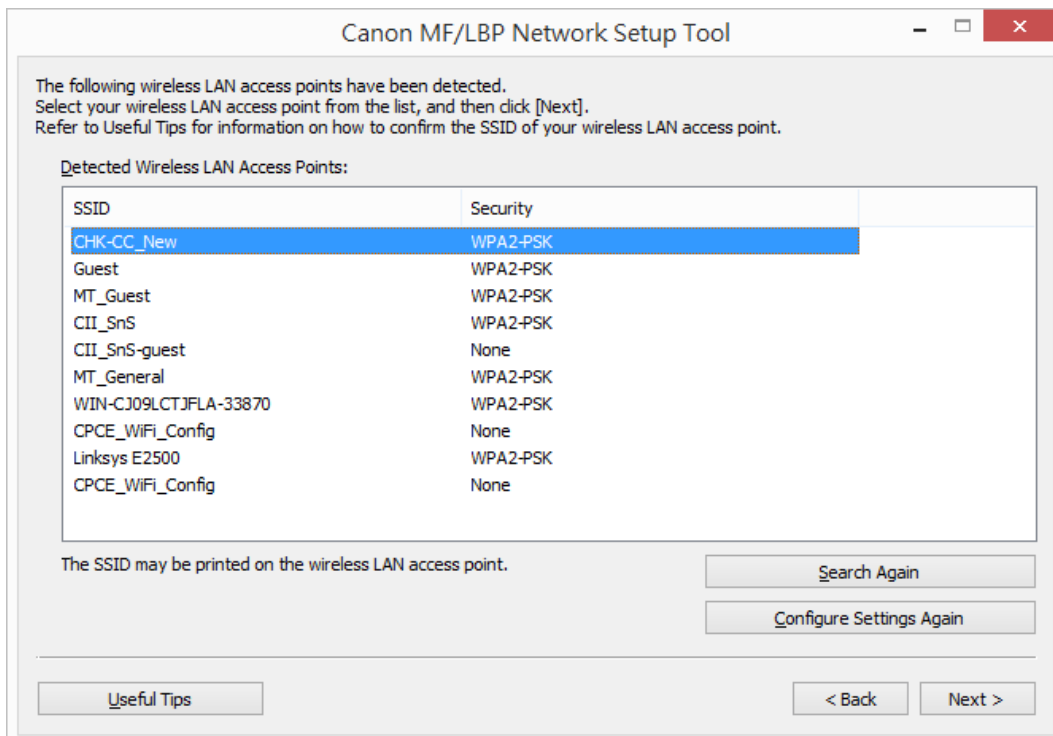 Canon MF/LBP Network Setup Tool
The following wireless LAN access points have been detected.
Select your wireless LAN access point from the list, and then click [Next].
Refer to Useful Tips for information on how to confirm the SSID of your wireless LAN access point.
Detected Wireless LAN Access Points:
SSID Security
CHK-CC_New WPA2-PSK
Guest WPA2-PSK
MT_Guest WPA2-PSK
CII_SnS WPA2-PSK
CII_SnS-guest None
MT_General WPA2-PSK
WIN-CJ09LCTJFLA-33870 WPA2-PSK
CPCE_WiFi_Config None
Linksys E2500 WPA2-PSK
CPCE_WiFi_Config None
The SSID may be printed on the wireless LAN access point.
Search Again
Configure Settings Again
Useful Tips < Back Next >